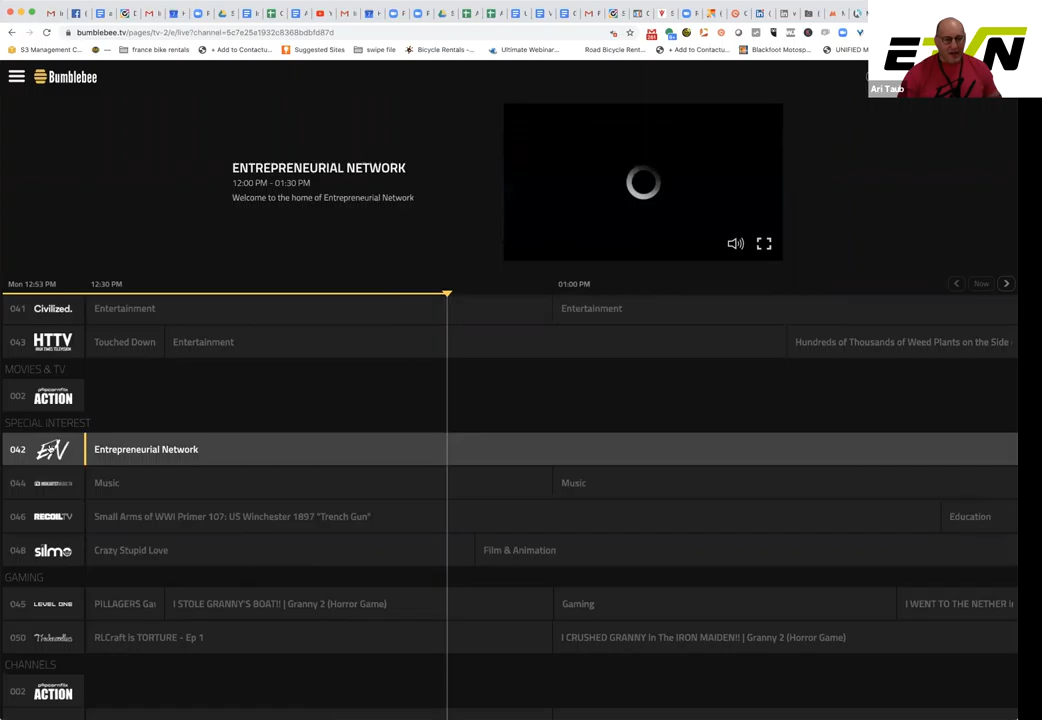 bumblebee.tv/pages/tv-2/e/live?channel=5c7e25a1932c8368bdbfd87d
S3 Management C...
france bike rentals
+ Add to Contactu...
Suggested Sites
swipe file
Bicycle Rentals -...
Ultimate Webinar...
Road Bicycle Rent...
+ Add to Contactu...
Blackfoot Motosp...
UNIFIED M
Bumblebee
Ari Taub
ENTREPRENEURIAL NETWORK
12:00 PM - 01:30 PM
Welcome to the home of Entrepreneurial Network
Mon 12:53 PM 12:30 PM 01:00 PM Now
041 Civilized. Entertainment Entertainment
043 HTTV Touched Down Entertainment Hundreds of Thousands of Weed Plants on the Side
MOVIES & TV
002 ACTION
SPECIAL INTEREST
042 Entrepreneurial Network
044 Music Music
046 RECOILTV Small Arms of WWI Primer 107: US Winchester 1897 "Trench Gun" Education
048 silmo Crazy Stupid Love Film & Animation
GAMING
045 LEVEL ONE PILLAGERS Ga I STOLE GRANNY'S BOAT!! | Granny 2 (Horror Game) Gaming I WENT TO THE NETHER
050 RLCraft is TORTURE - Ep 1 I CRUSHED GRANNY In The IRON MAIDEN!! | Granny 2 (Horror Game)
CHANNELS
002 ACTION